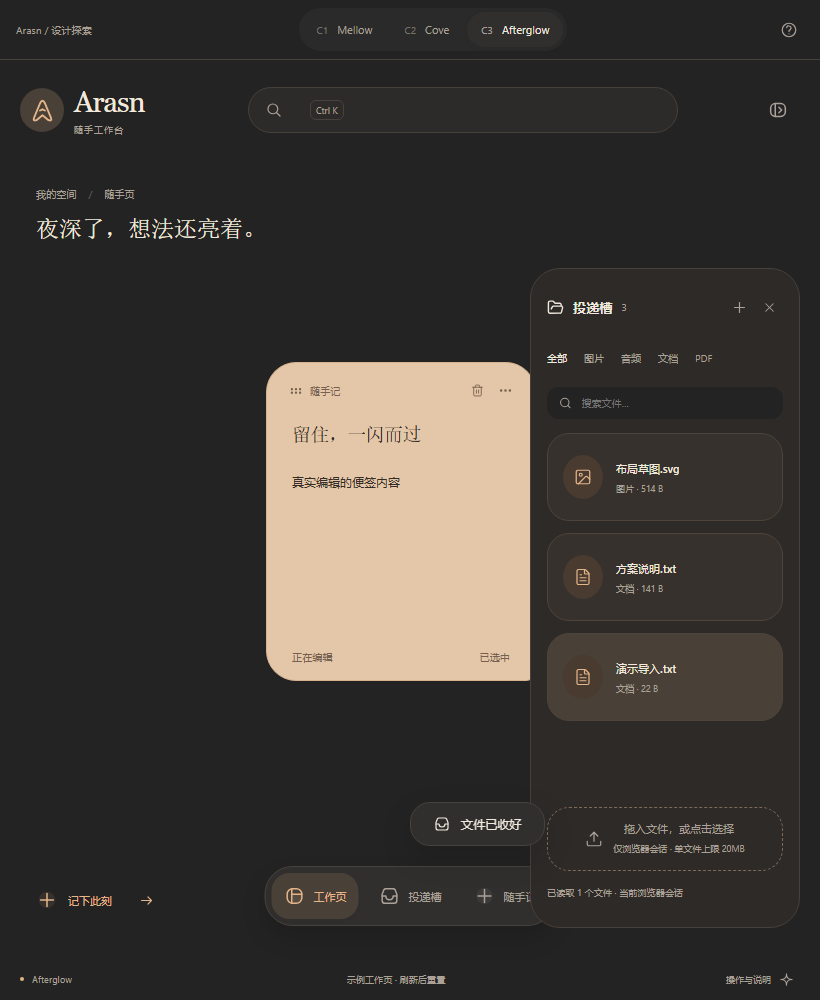 Arasn / 设计探索
C1 Mellow
C2 Cove
C3 Afterglow
Arasn
随手工作台
Ctrl K
我的空间 / 随手页
夜深了，想法还亮着。
随手记
留住，一闪而过
真实编辑的便签内容
正在编辑
已选中
投递槽 3
全部 图片 音频 文档 PDF
搜索文件...
布局草图.svg
图片 · 514 B
方案说明.txt
文档 · 141 B
演示导入.txt
文档 · 22 B
拖入文件，或点击选择
仅浏览器会话 · 单文件上限 20MB
已读取 1 个文件 · 当前浏览器会话
文件已收好
记下此刻
工作页
投递槽
随手
Afterglow
示例工作页 · 刷新后重置
操作与说明